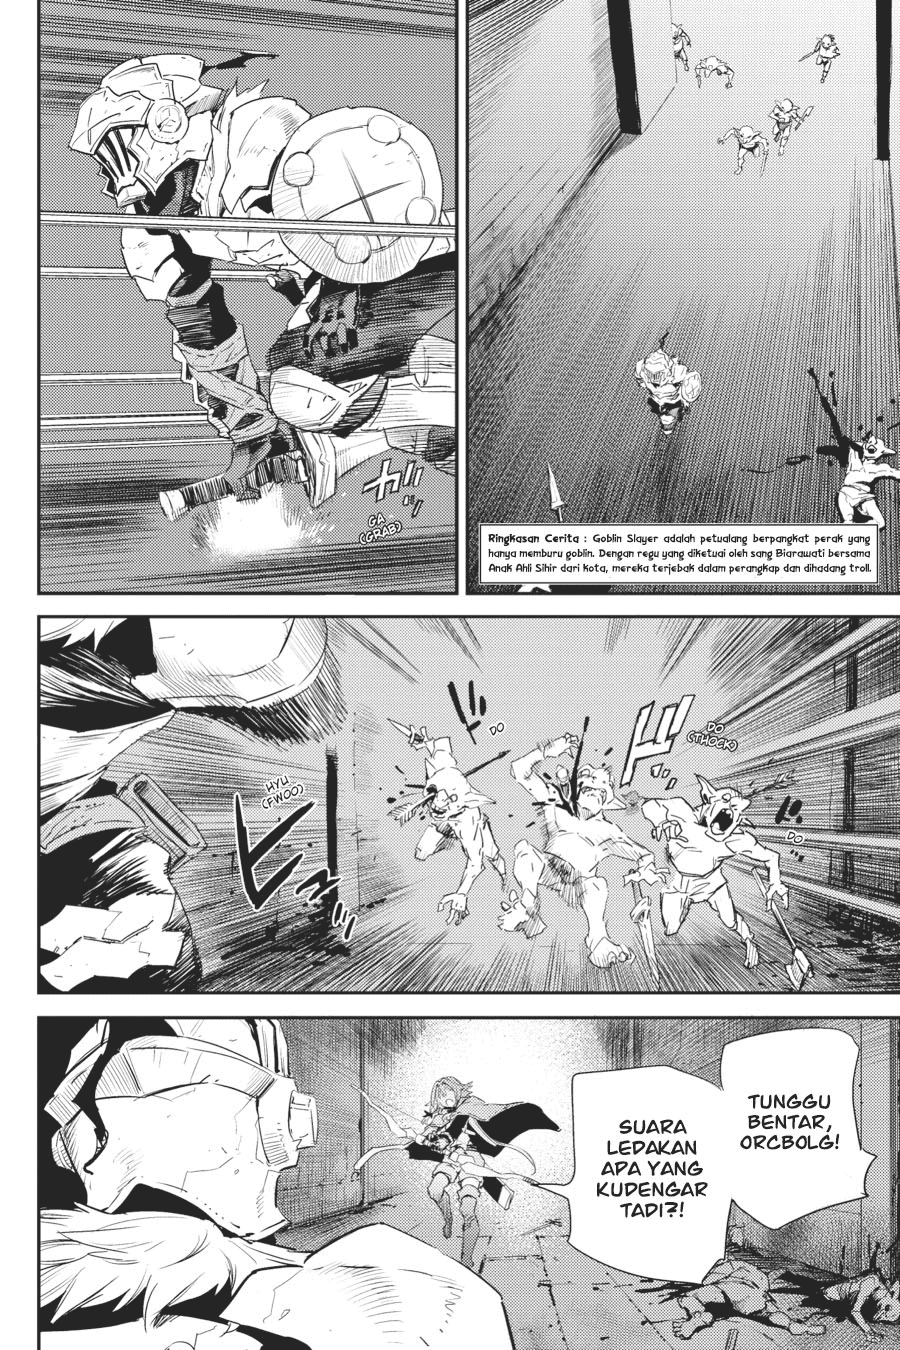 Ringkasan Cerita : Goblin Slayer adalah petualang berpangkat perak yang
hanya memburu goblin. Dengan regu yang diketuai oleh sang Biarawati bersama
Anak Ahli Sihir dari kota, mereka terjebak dalam perangkap dan dihadang troll.
ガッ
GA
(GRAB)
ドッ
DO
(THOCK)
ドッ
DO
ドッ
DO
ヒュッ
HYU
(FWOO)
TUNGGU
BENTAR,
ORCBOLG!
SUARA
LEDAKAN
APA YANG
KUDENGAR
TADI?!